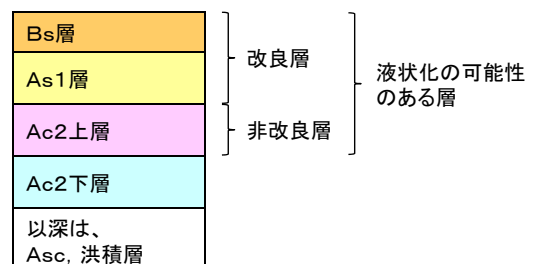 Bs層
As1層
Ac2上層
Ac2下層
以深は、
Asc, 洪積層
改良層
非改良層
液状化の可能性
のある層